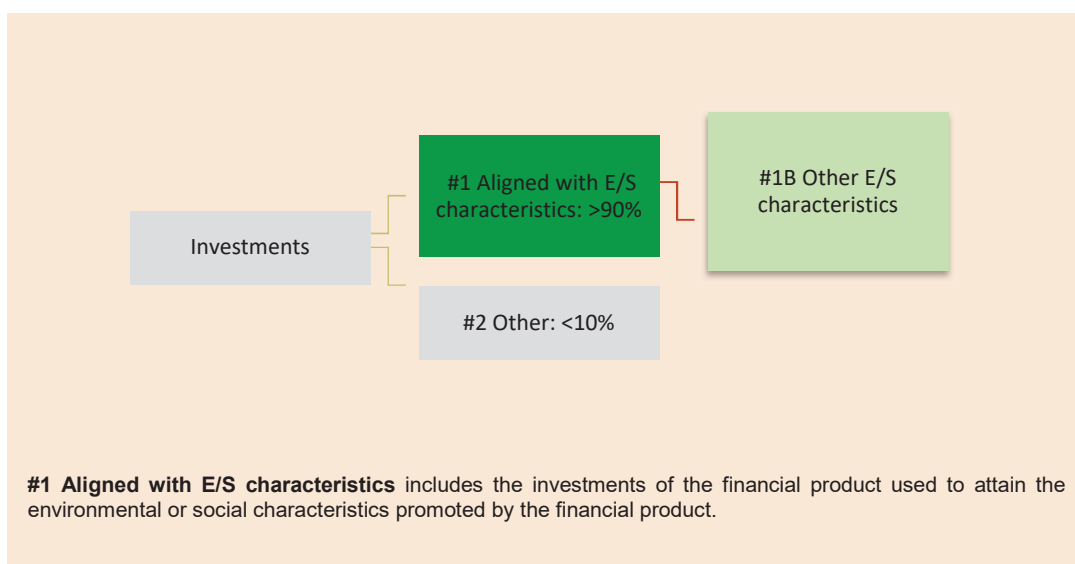 #1 Aligned with E/S
characteristics: >90%
#1B Other E/S
characteristics
Investments
#2 Other: <10%
#1 Aligned with E/S characteristics includes the investments of the financial product used to attain the
environmental or social characteristics promoted by the financial product.